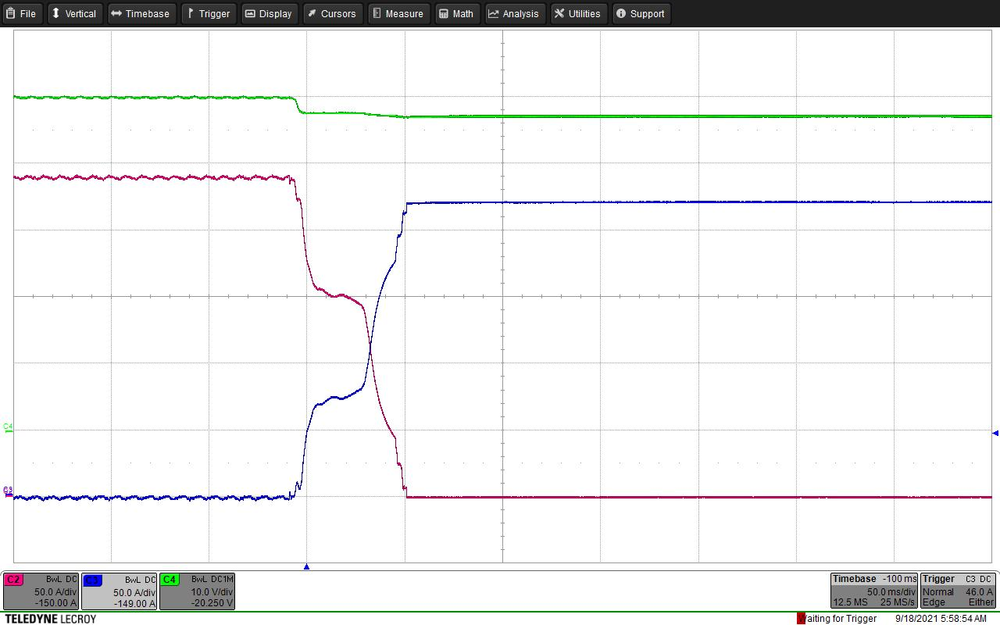 File Vertical Timebase Trigger Display Cursors Measure Math Analysis Utilities Support
C4
C2 BwL DC
50.0 A/div
-150.00 A
C3 BwL DC
50.0 A/div
-149.00 A
C4 BwL DC1M
10.0 V/div
-20.250 V
Timebase -100 ms
50.0 ms/div
12.5 MS 25 MS/s
Trigger C3 DC
Normal 46.0 A
Edge Either
TELEDYNE LECROY
Waiting for Trigger 9/18/2021 5:58:54 AM